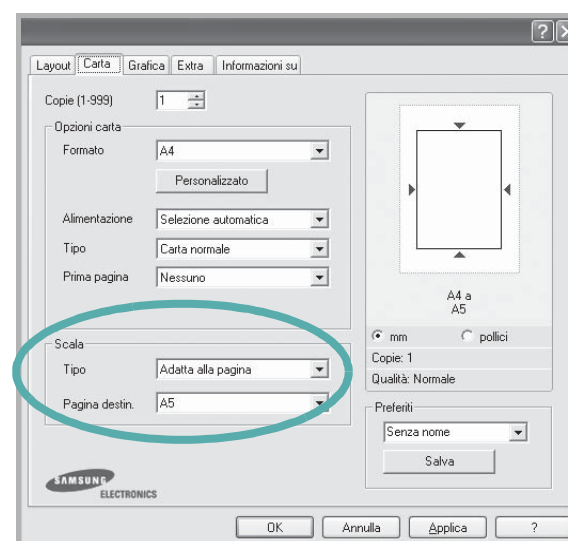 ? X
Layout Carta Grafica Extra Informazioni su
Copie (1-999) 1
Opzioni carta
Formato A4
Personalizzato
Alimentazione Selezione automatica
Tipo Carta normale
Prima pagina Nessuno
Scala
Tipo Adatta alla pagina
Pagina destin. A5
A4 a
A5
mm pollici
Copie: 1
Qualità: Normale
Preferiti
Senza nome
Salva
SAMSUNG
ELECTRONICS
OK Annulla Applica ?